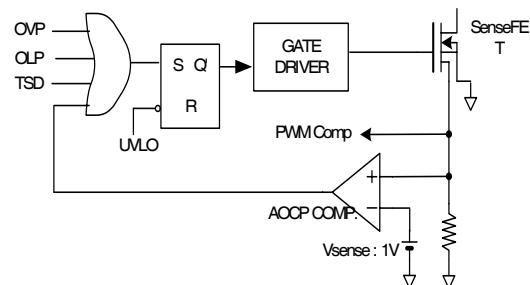 OVP
OLP
TSD
S Q'
R
UVLO
GATE
DRIVER
SenseFE
T
PWM Comp
+
−
AOCP COMP.
Vsense : 1V